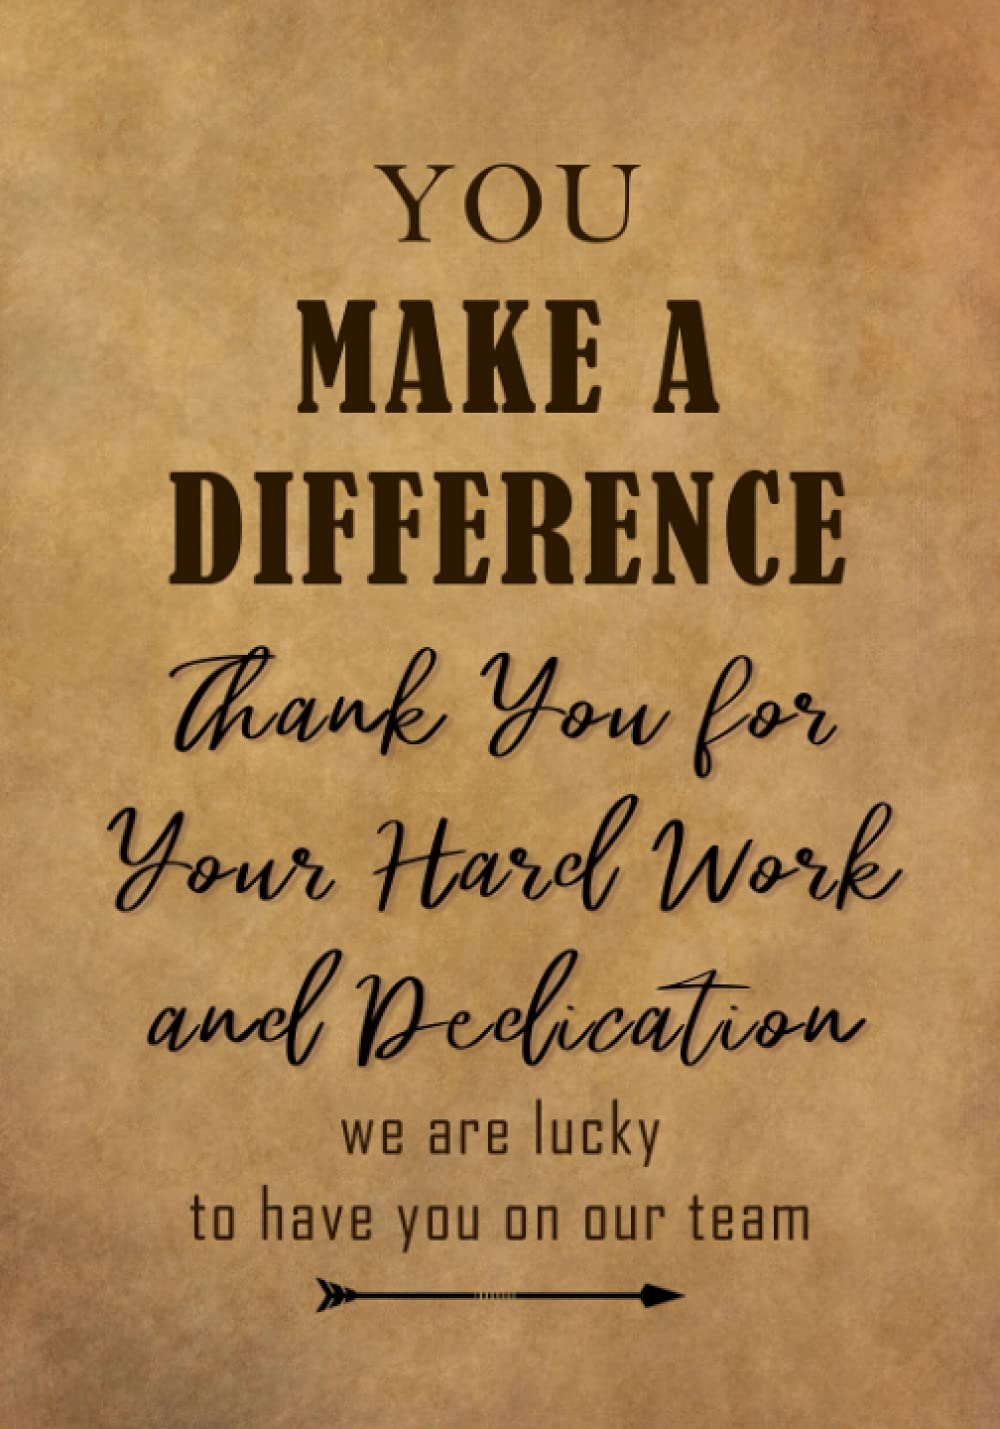 YOU
MAKE A
DIFFERENCE
Thank You for
Your Hard Work
and Dedication
we are lucky
to have you on our team